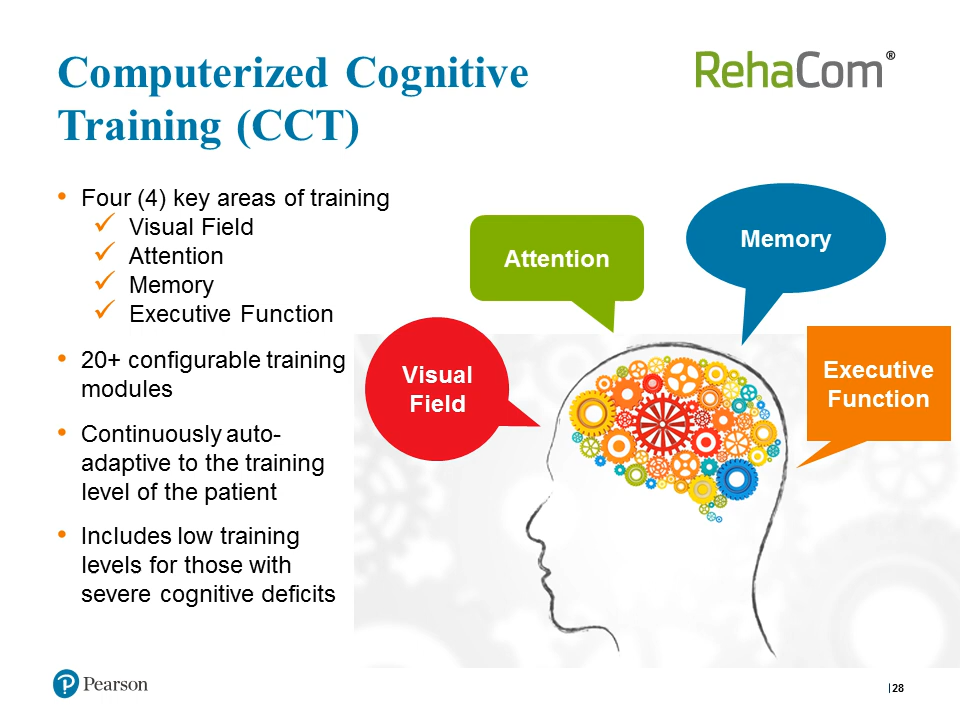 Computerized Cognitive
Training (CCT)
RehaCom®
• Four (4) key areas of training
✓ Visual Field
✓ Attention
✓ Memory
✓ Executive Function
• 20+ configurable training
modules
• Continuously auto-
adaptive to the training
level of the patient
• Includes low training
levels for those with
severe cognitive deficits
Attention
Memory
Visual
Field
Executive
Function
P Pearson
|28